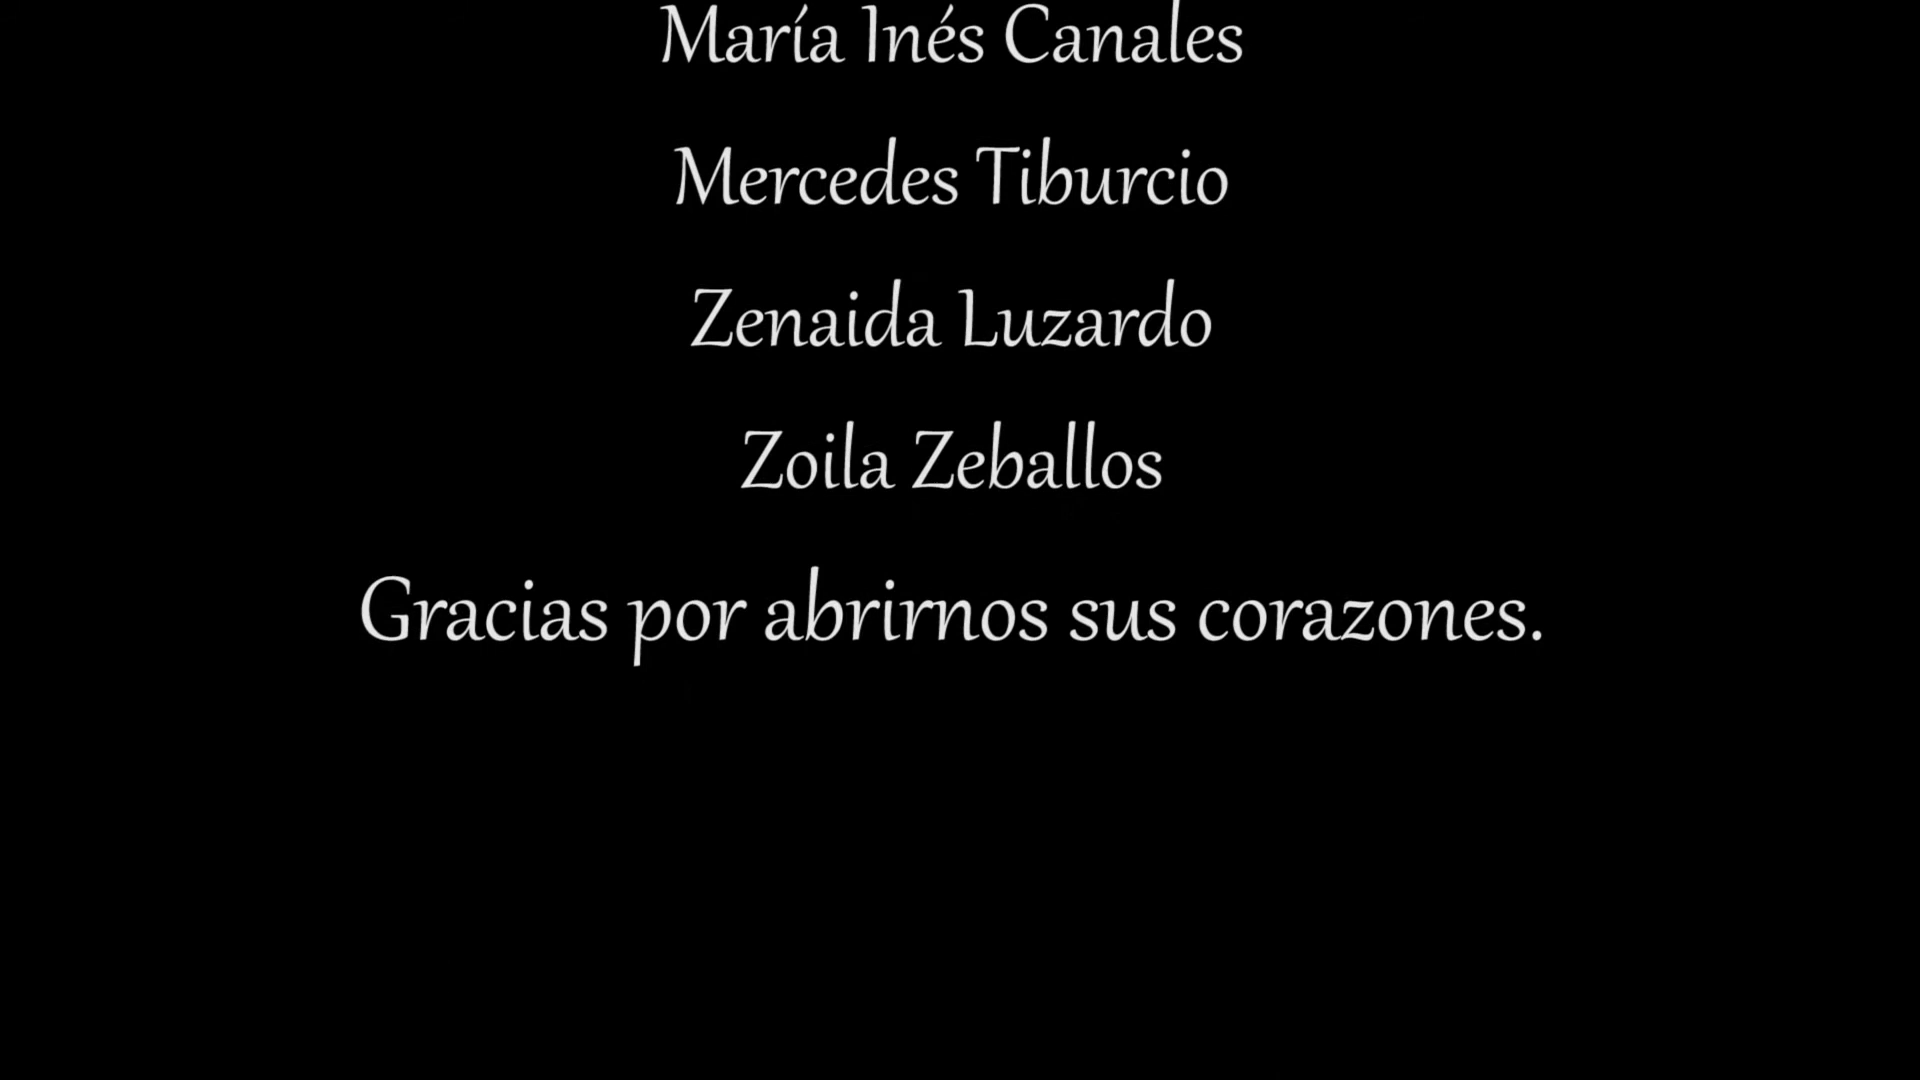 María Inés Canales
Mercedes Tiburcio
Zenaida Luzardo
Zoila Zeballos
Gracias por abrirnos sus corazones.